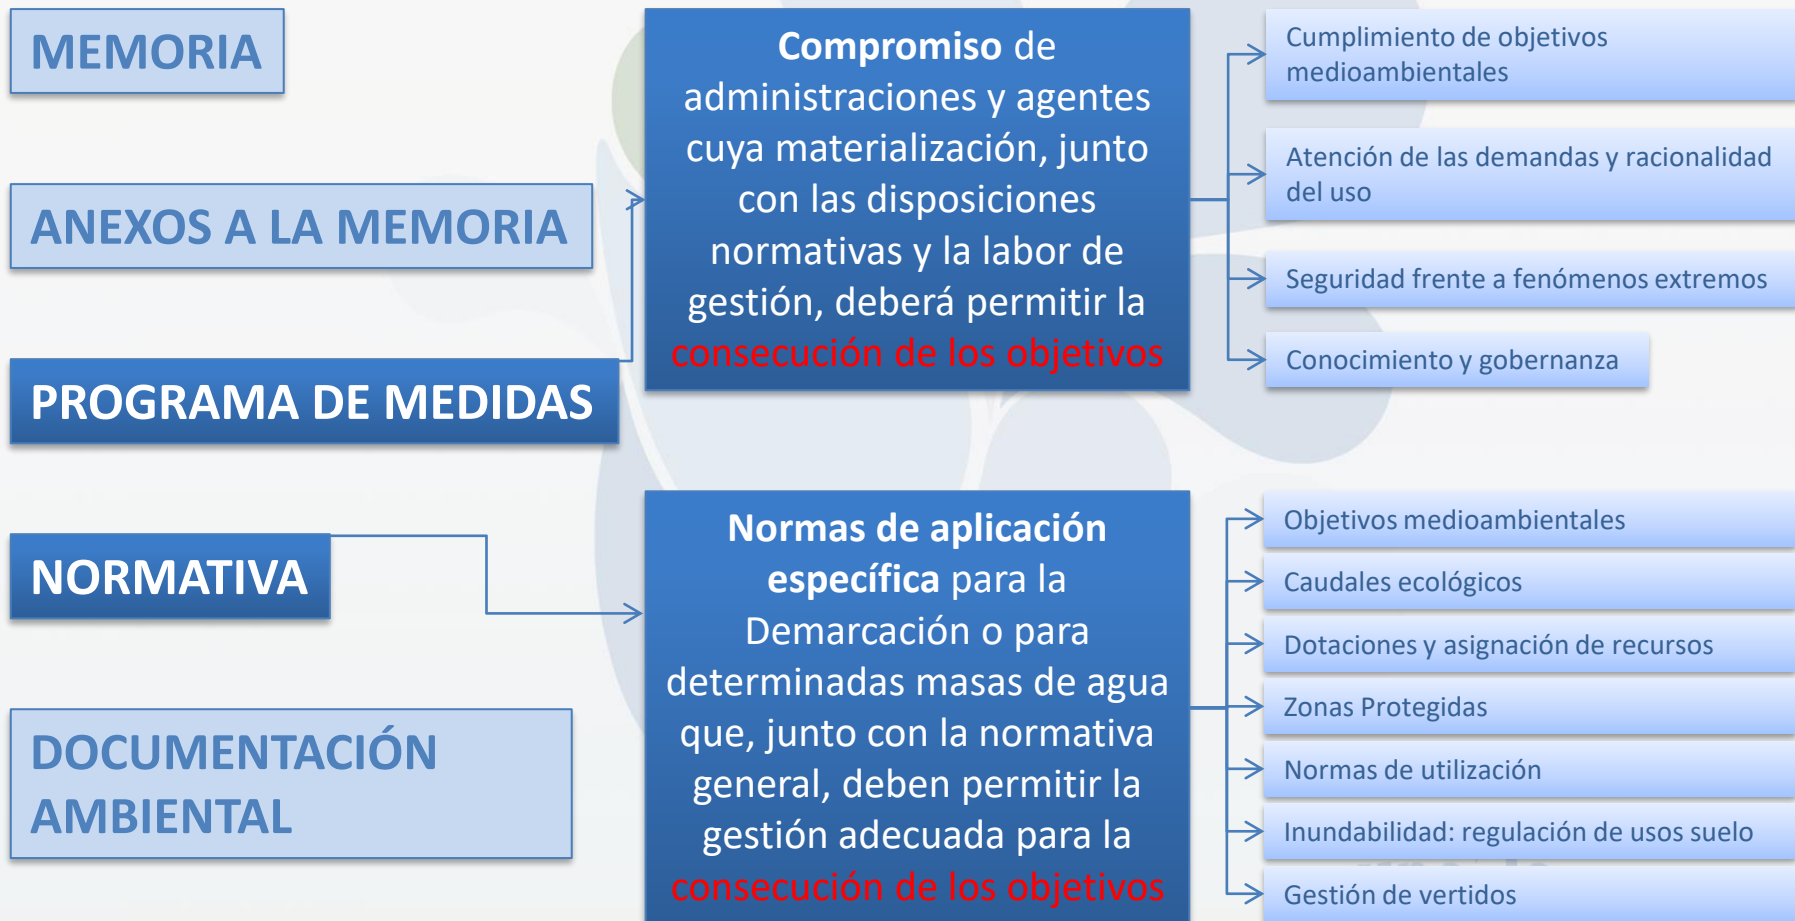 MEMORIA
ANEXOS A LA MEMORIA
PROGRAMA DE MEDIDAS
Compromiso de
administraciones y agentes
cuya materialización, junto
con las disposiciones
normativas y la labor de
gestión, deberá permitir la
consecución de los objetivos
Cumplimiento de objetivos
medioambientales
Atención de las demandas y racionalidad
del uso
Seguridad frente a fenómenos extremos
Conocimiento y gobernanza
NORMATIVA
DOCUMENTACIÓN
AMBIENTAL
Normas de aplicación
específica para la
Demarcación o para
determinadas masas de agua
que, junto con la normativa
general, deben permitir la
gestión adecuada para la
consecución de los objetivos
Objetivos medioambientales
Caudales ecológicos
Dotaciones y asignación de recursos
Zonas Protegidas
Normas de utilización
Inundabilidad: regulación de usos suelo
Gestión de vertidos